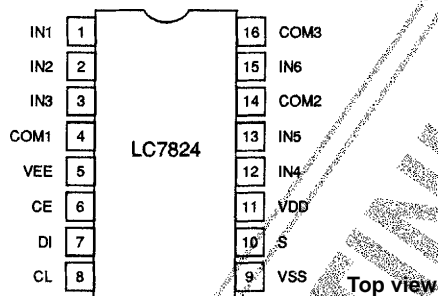 IN1 1 16 COM3
IN2 2 15 IN6
IN3 3 14 COM2
COM1 4 13 IN5
LC7824
VEE 5 12 IN4
CE 6 11 VDD
DI 7 10 S
CL 8 9 VSS
Top view